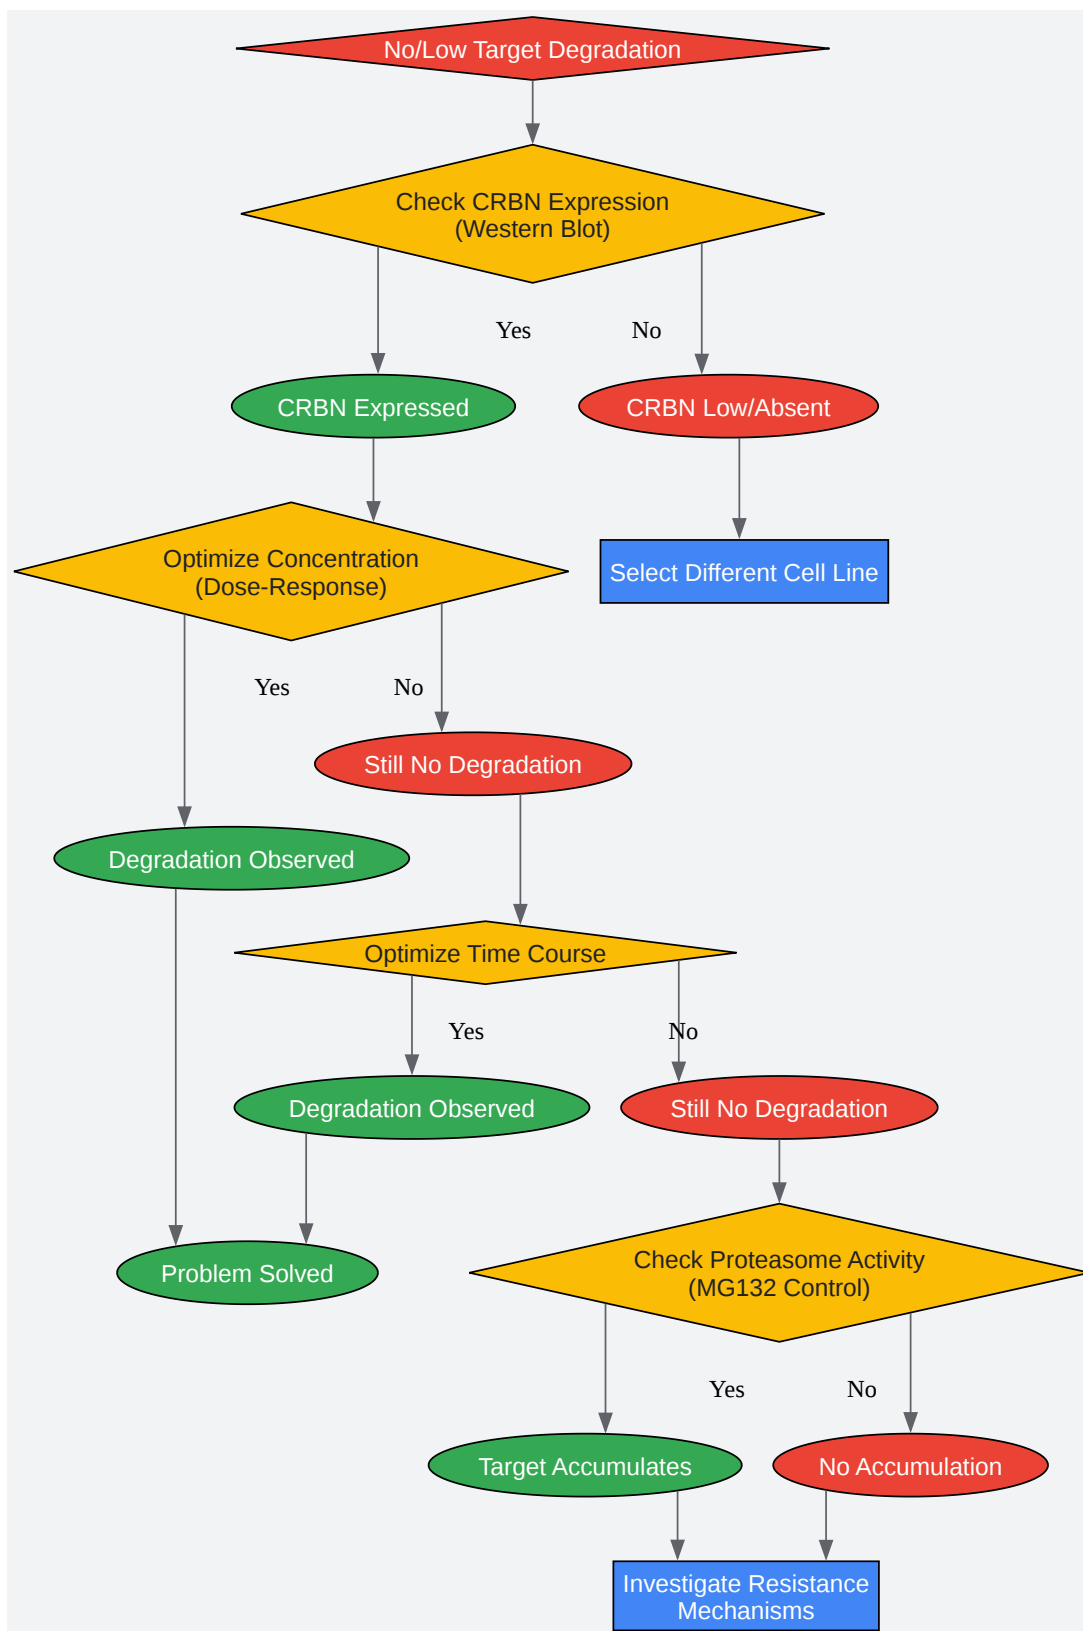 No/Low Target Degradation
Check CRBN Expression
(Western Blot)
Yes
No
CRBN Expressed
CRBN Low/Absent
Optimize Concentration
(Dose-Response)
Select Different Cell Line
Yes
No
Still No Degradation
Degradation Observed
Optimize Time Course
Yes
No
Degradation Observed
Still No Degradation
Problem Solved
Check Proteasome Activity
(MG132 Control)
Yes
No
Target Accumulates
No Accumulation
Investigate Resistance
Mechanisms